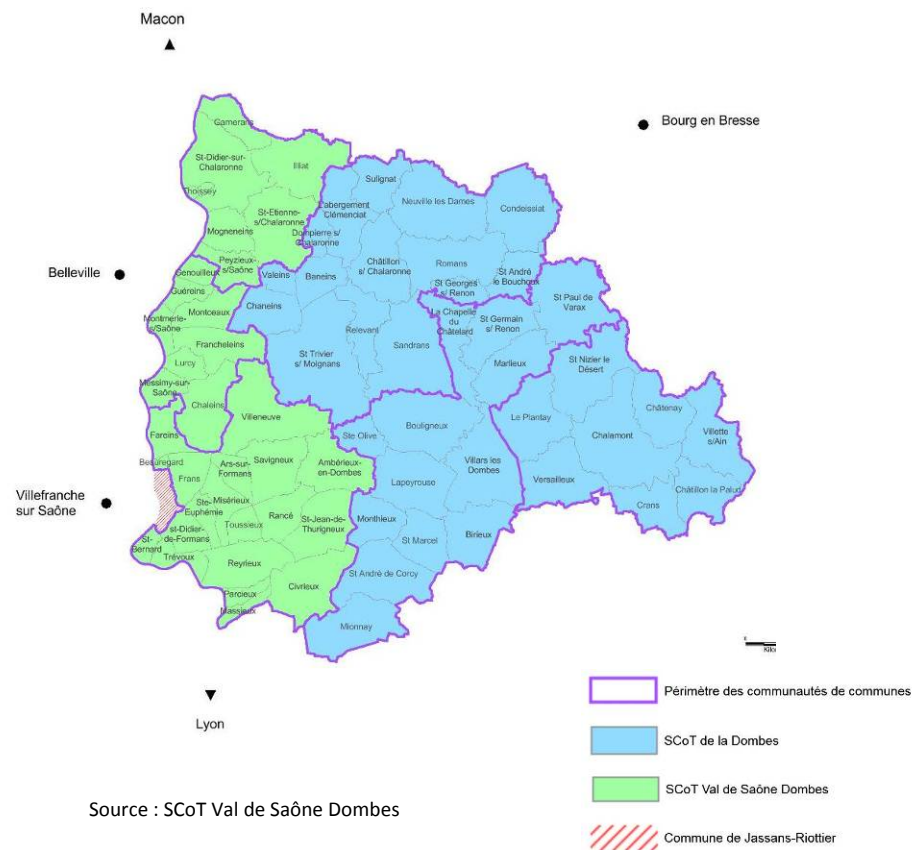 Macon
Bourg en Bresse
Belleville
Villefranche
sur Saône
Lyon
Garnerans
St-Didier-sur-
Chalaronne
Illiat
Thoissey
St-Etienne-
s/Chalaronne
Mogneneins
Peyzieux-
s/Saône
Genouilleux
Guéreins
Montceaux
Montmerle-
s/Saône
Francheleins
Lurcy
Messimy-sur-
Saône
Chaleins
Villeneuve
Fareins
Beauregard
Frans
Ars-sur-
Formans
Savigneux
Ambérieux-
en-Dombes
Ste-
Euphémie
Misérieux
Rancé
St-Jean-de-
Thurigneux
Toussieux
st-Didier-
de-Formans
St-
Bernard
Trévoux
Reyrieux
Parcieux
Massieux
Civrieux
Sulignat
L'abergement
Clémenciat
Neuville les Dames
Condeissiat
Dompierre s/
Chalaronne
Châtillon
s/ Chalaronne
Romans
St Georges
s/ Renon
St André
le Bouchoux
Valeins
Baneins
Chaneins
Relevant
St Trivier
s/ Moignans
Sandrans
La Chapelle
du
Châtelard
St Germain
s/ Renon
St Paul de
Varax
Marlieux
St Nizier le
Désert
Le Plantay
Chalamont
Châtenay
Villette
s/Ain
Versailleux
Crans
Châtillon la Palud
Ste Olive
Bouligneux
Villars les
Dombes
Lapeyrouse
Monthieux
St Marcel
Birieux
St André de Corcy
Mionnay
Périmètre des communautés de communes
SCoT de la Dombes
SCoT Val de Saône Dombes
Commune de Jassans-Riottier
Source : SCoT Val de Saône Dombes